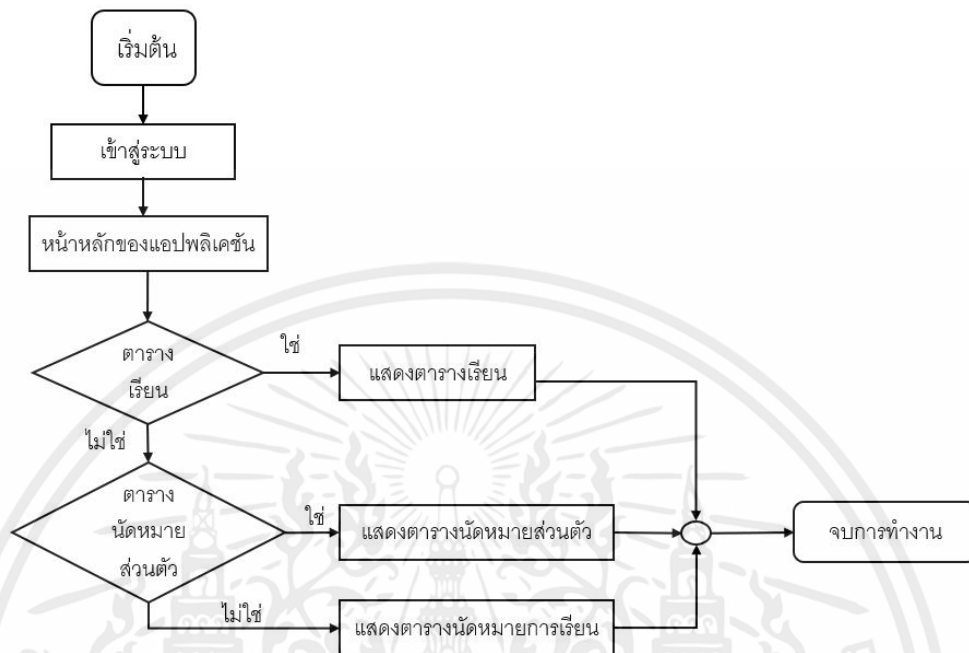 เริ่มต้น
เข้าสู่ระบบ
หน้าหลักของแอปพลิเคชัน
ตาราง
เรียน
ใช่
แสดงตารางเรียน
ไม่ใช่
ตาราง
นัดหมาย
ส่วนตัว
ใช่
แสดงตารางนัดหมายส่วนตัว
จบการทำงาน
ไม่ใช่
แสดงตารางนัดหมายการเรียน